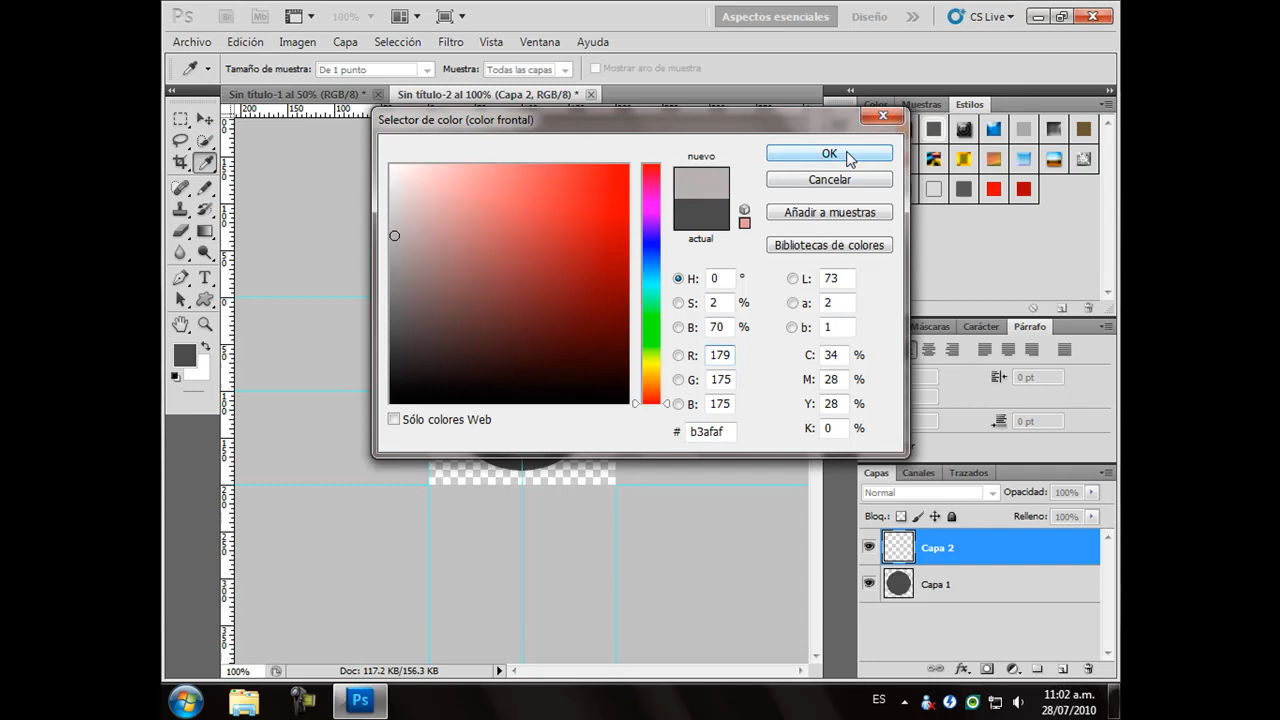 Ps Br Mb 100% Aspectos esenciales Diseño CS Live
Archivo Edición Imagen Capa Selección Filtro Vista Ventana Ayuda
Tamaño de muestra: De 1 punto Muestra: Todas las capas Mostrar aro de muestra
Sin título-1 al 50% (RGB/8) * Sin título-2 al 100% (Capa 2, RGB/8) * Color Muestras Estilos
200 150 100
Selector de color (color frontal)
nuevo
actual
OK
Cancelar
Añadir a muestras
Bibliotecas de colores
H: 0 ° L: 73
S: 2 % a: 2
B: 70 % b: 1
R: 179 C: 34 %
G: 175 M: 28 %
B: 175 Y: 28 %
# b3afaf K: 0 %
Sólo colores Web
Máscaras Carácter Párrafo
0 pt
0 pt
Capas Canales Trazados
Normal Opacidad: 100%
Bloq.: Relleno: 100%
Capa 2
Capa 1
100% Doc: 117.2 KB/156.3 KB
Ps ES 11:02 a.m.
28/07/2010